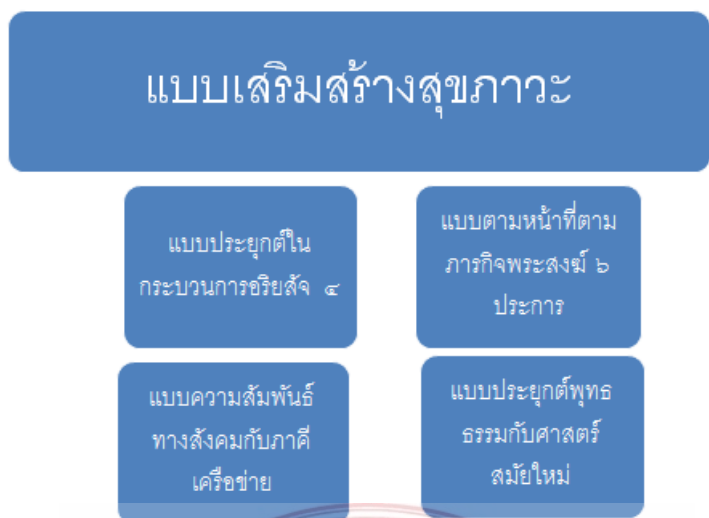 แบบเสริมสร้างสุขภาวะ
แบบประยุกต์ใน
กระบวนการอริยสัจ ๔
แบบตามหน้าที่ตาม
ภารกิจพระสงฆ์ ๖
ประการ
แบบความสัมพันธ์
ทางสังคมกับภาคี
เครือข่าย
แบบประยุกต์พุทธ
ธรรมกับศาสตร์
สมัยใหม่